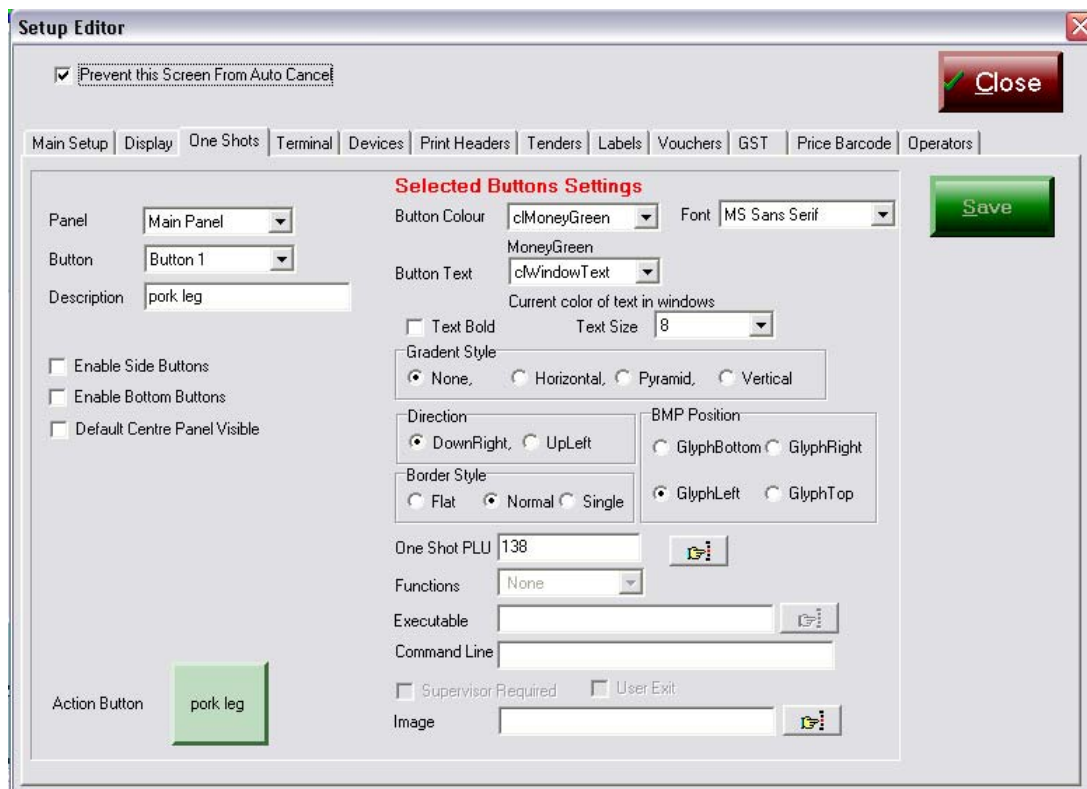 Setup Editor
Prevent this Screen From Auto Cancel
Close
Main Setup Display One Shots Terminal Devices Print Headers Tenders Labels Vouchers GST Price Barcode Operators
Selected Buttons Settings
Panel Main Panel Button Colour clMoneyGreen Font MS Sans Serif Save
MoneyGreen
Button Button 1 Button Text clWindowText
Description pork leg Current color of text in windows
Text Bold Text Size 8
Gradent Style
Enable Side Buttons None, Horizontal, Pyramid, Vertical
Enable Bottom Buttons
Direction BMP Position
Default Centre Panel Visible DownRight, UpLeft GlyphBottom GlyphRight
Border Style
Flat Normal Single GlyphLeft GlyphTop
One Shot PLU 138
Functions None
Executable
Command Line
Supervisor Required User Exit
Action Button pork leg
Image